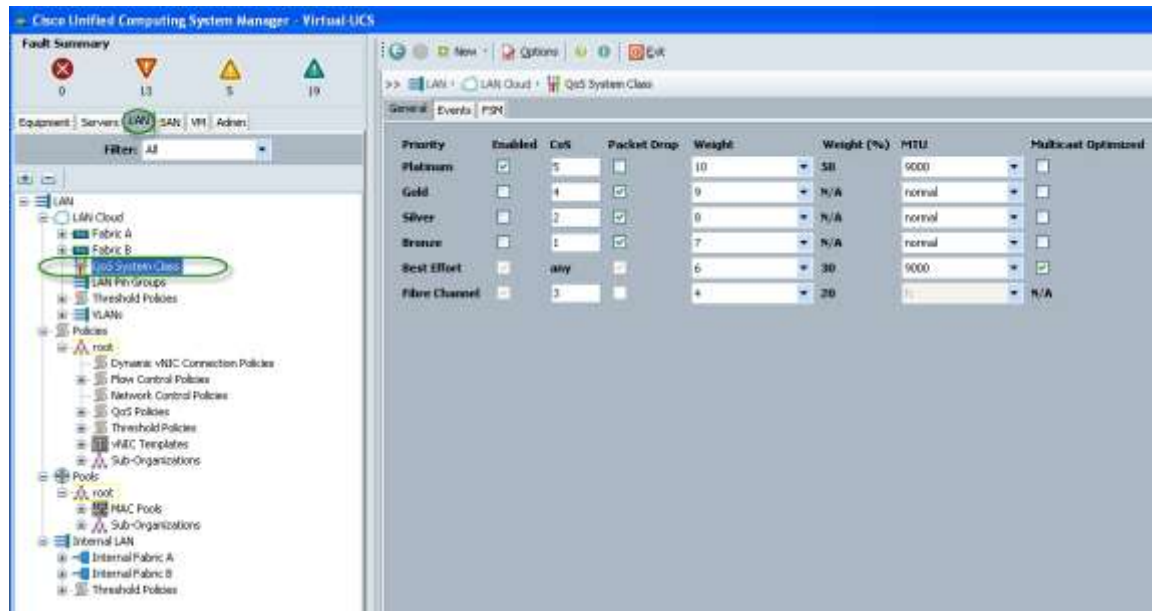 Cisco Unified Computing System Manager - Virtual-UCS
Fault Summary
0 13 5 19
Equipment Servers LAN SAN VM Admin
Filter: All
LAN
LAN Cloud
Fabric A
Fabric B
QoS System Class
LAN Pin Groups
Threshold Policies
VLANs
Policies
root
Dynamic vNIC Connection Policies
Flow Control Policies
Network Control Policies
QoS Policies
Threshold Policies
vNIC Templates
Sub-Organizations
Pools
root
MAC Pools
Sub-Organizations
Internal LAN
Internal Fabric A
Internal Fabric B
Threshold Policies
New Options Exit
>> LAN LAN Cloud QoS System Class
General Events FSM
Priority Enabled CoS Packet Drop Weight Weight (%) MTU Multicast Optimized
Platinum 5 10 50 9000
Gold 4 9 N/A normal
Silver 2 8 N/A normal
Bronze 1 7 N/A normal
Best Effort any 6 30 9000
Fibre Channel 3 4 20 N/A